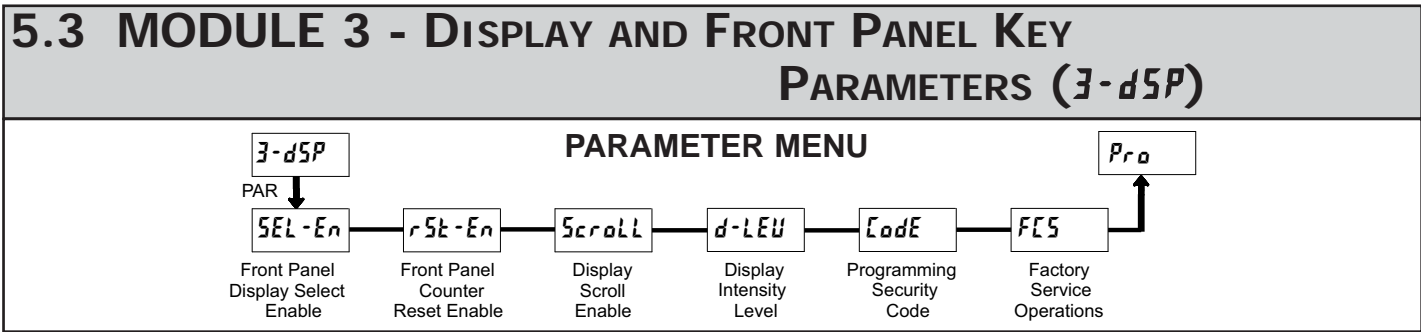 5.3 MODULE 3 - DISPLAY AND FRONT PANEL KEY
PARAMETERS (3-dSP)
PARAMETER MENU
3-dSP
Pro
PAR
SEL-En
rSt-En
ScroLL
d-LEV
CodE
FCS
Front Panel
Display Select
Enable
Front Panel
Counter
Reset Enable
Display
Scroll
Enable
Display
Intensity
Level
Programming
Security
Code
Factory
Service
Operations